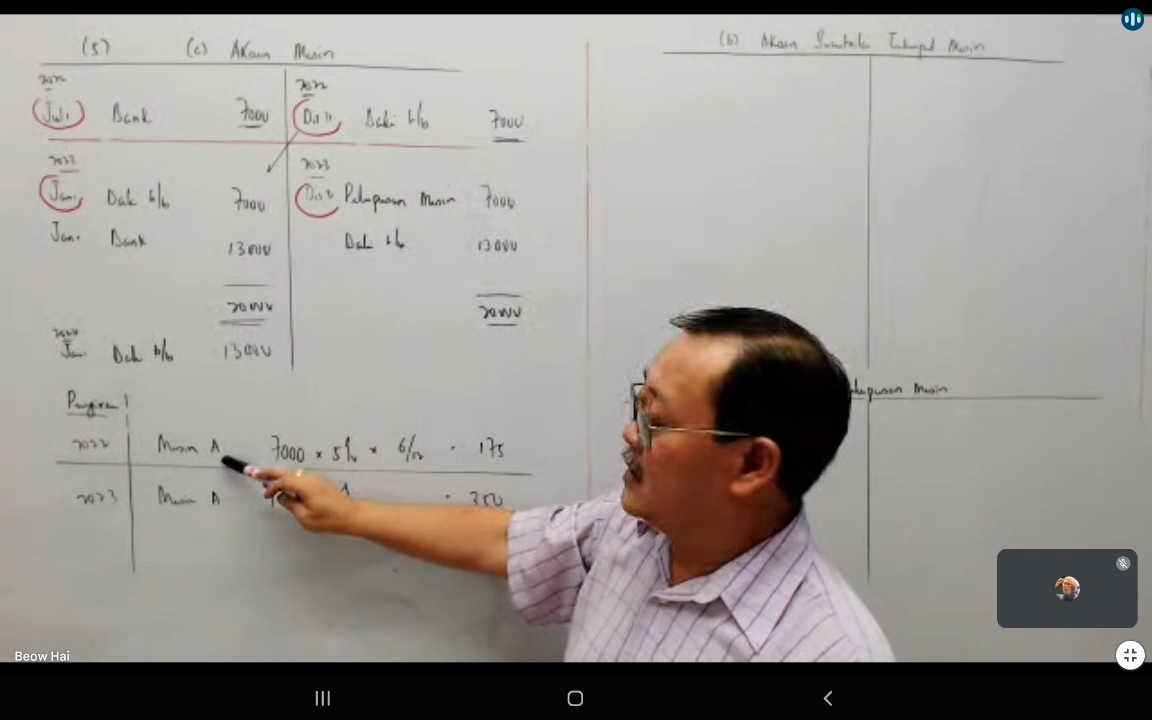 (5) (a) Akaun Mesin
2022
Jul 1 Bank 7000
2022
Dis 31 Baki b/b 7000
2023
Jan 1 Baki b/b 7000
Jan 1 Bank 13000
20000
2023
Dis 31 Pelupusan Mesin 7000
Baki b/b 13000
20000
2024
Jan Baki b/b 13000
(b) Akaun Susutnilai Terkumpul Mesin
Pelupusan Mesin
2022 Mesin A 7000 × 5% × 6/12 = 175
2023 Mesin A = 350
Beow Hai